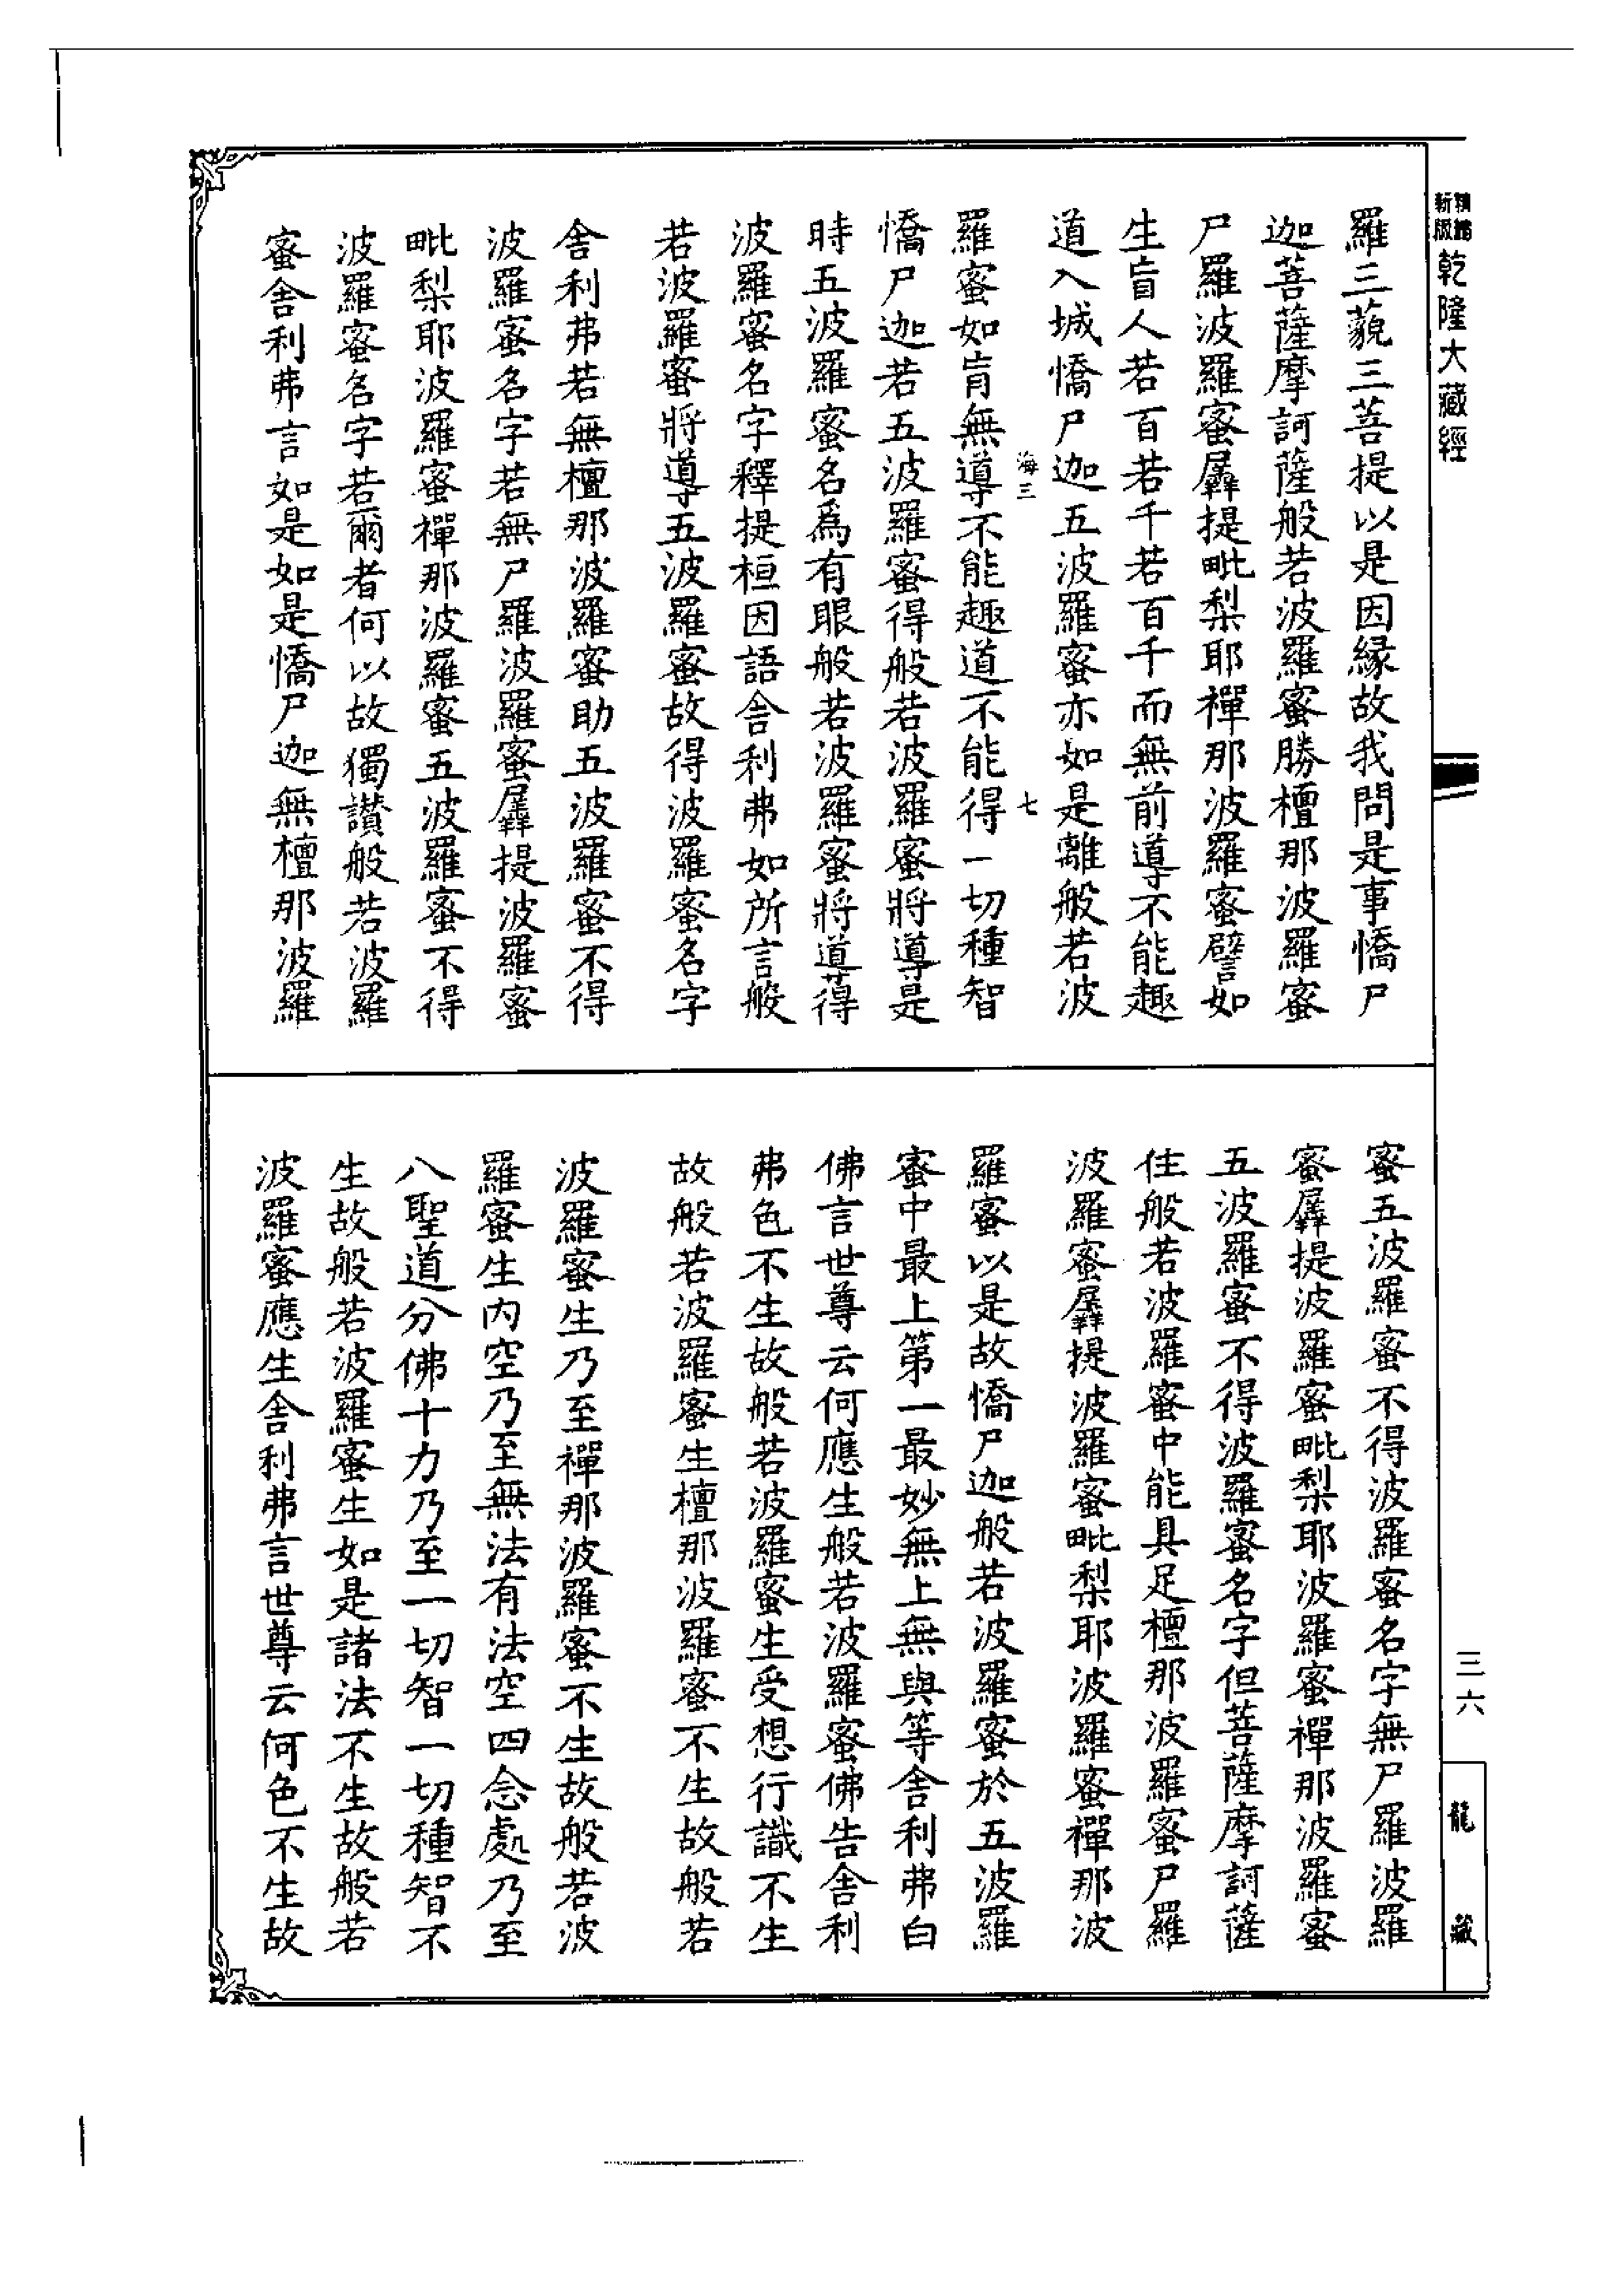 精裝
新版
乾隆大藏經
羅三藐三菩提以是因緣故我問是事憍尸
迦菩薩摩訶薩般若波羅蜜勝檀那波羅蜜
尸羅波羅蜜羼提毗梨耶禪那波羅蜜譬如
生盲人若百若千若百千而無前導不能趣
道入城憍尸迦五波羅蜜亦如是離般若波
海三 七
羅蜜如盲無導不能趣道不能得一切種智
憍尸迦若五波羅蜜得般若波羅蜜將導是
時五波羅蜜名為有眼般若波羅蜜將導得
波羅蜜名字釋提桓因語舍利弗如所言般
若波羅蜜將導五波羅蜜故得波羅蜜名字
舍利弗若無檀那波羅蜜助五波羅蜜不得
波羅蜜名字若無尸羅波羅蜜羼提波羅蜜
毗梨耶波羅蜜禪那波羅蜜五波羅蜜不得
波羅蜜名字若爾者何以故獨讚般若波羅
蜜舍利弗言如是如是憍尸迦無檀那波羅
蜜五波羅蜜不得波羅蜜名字無尸羅波羅
蜜羼提波羅蜜毗梨耶波羅蜜禪那波羅蜜
五波羅蜜不得波羅蜜名字但菩薩摩訶薩
住般若波羅蜜中能具足檀那波羅蜜尸羅
波羅蜜羼提波羅蜜毗梨耶波羅蜜禪那波
羅蜜以是故憍尸迦般若波羅蜜於五波羅
蜜中最上第一最妙無上無與等舍利弗白
佛言世尊云何應生般若波羅蜜佛告舍利
弗色不生故般若波羅蜜生受想行識不生
故般若波羅蜜生檀那波羅蜜不生故般若
波羅蜜生乃至禪那波羅蜜不生故般若波
羅蜜生內空乃至無法有法空四念處乃至
八聖道分佛十力乃至一切智一切種智不
生故般若波羅蜜生如是諸法不生故般若
波羅蜜應生舍利弗言世尊云何色不生故
三六
龍藏